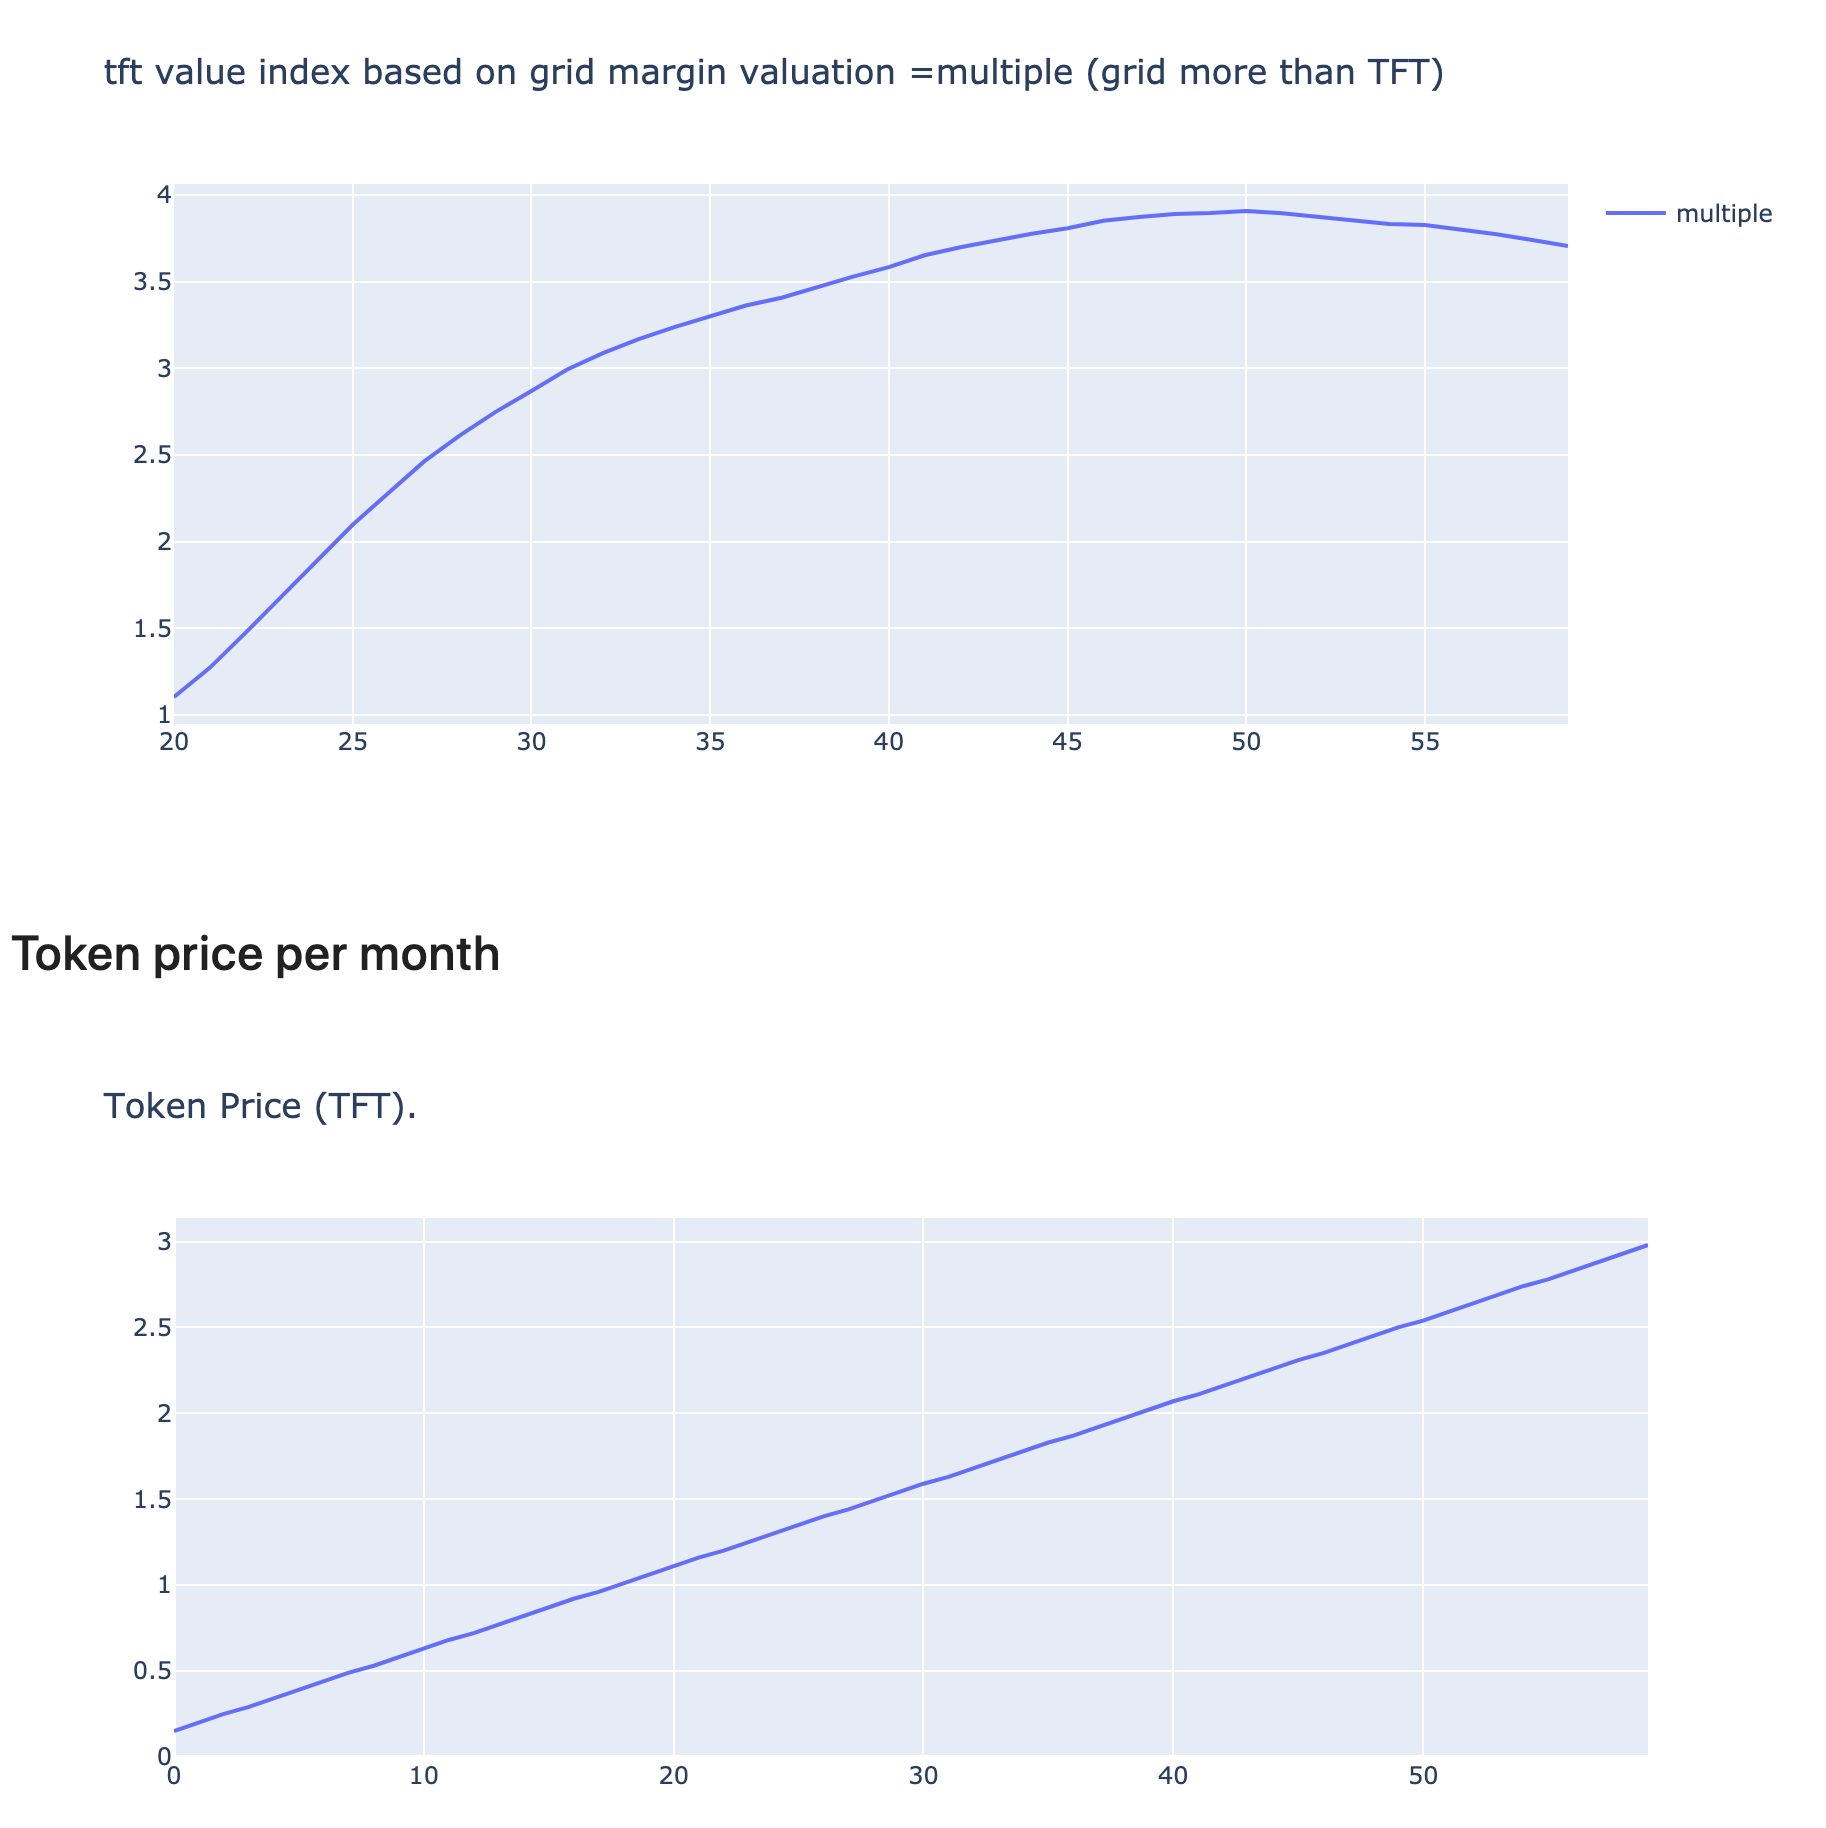 tft value index based on grid margin valuation =multiple (grid more than TFT)
4
3.5
3
2.5
2
1.5
1
20 25 30 35 40 45 50 55
multiple
Token price per month
Token Price (TFT).
3
2.5
2
1.5
1
0.5
0
0 10 20 30 40 50